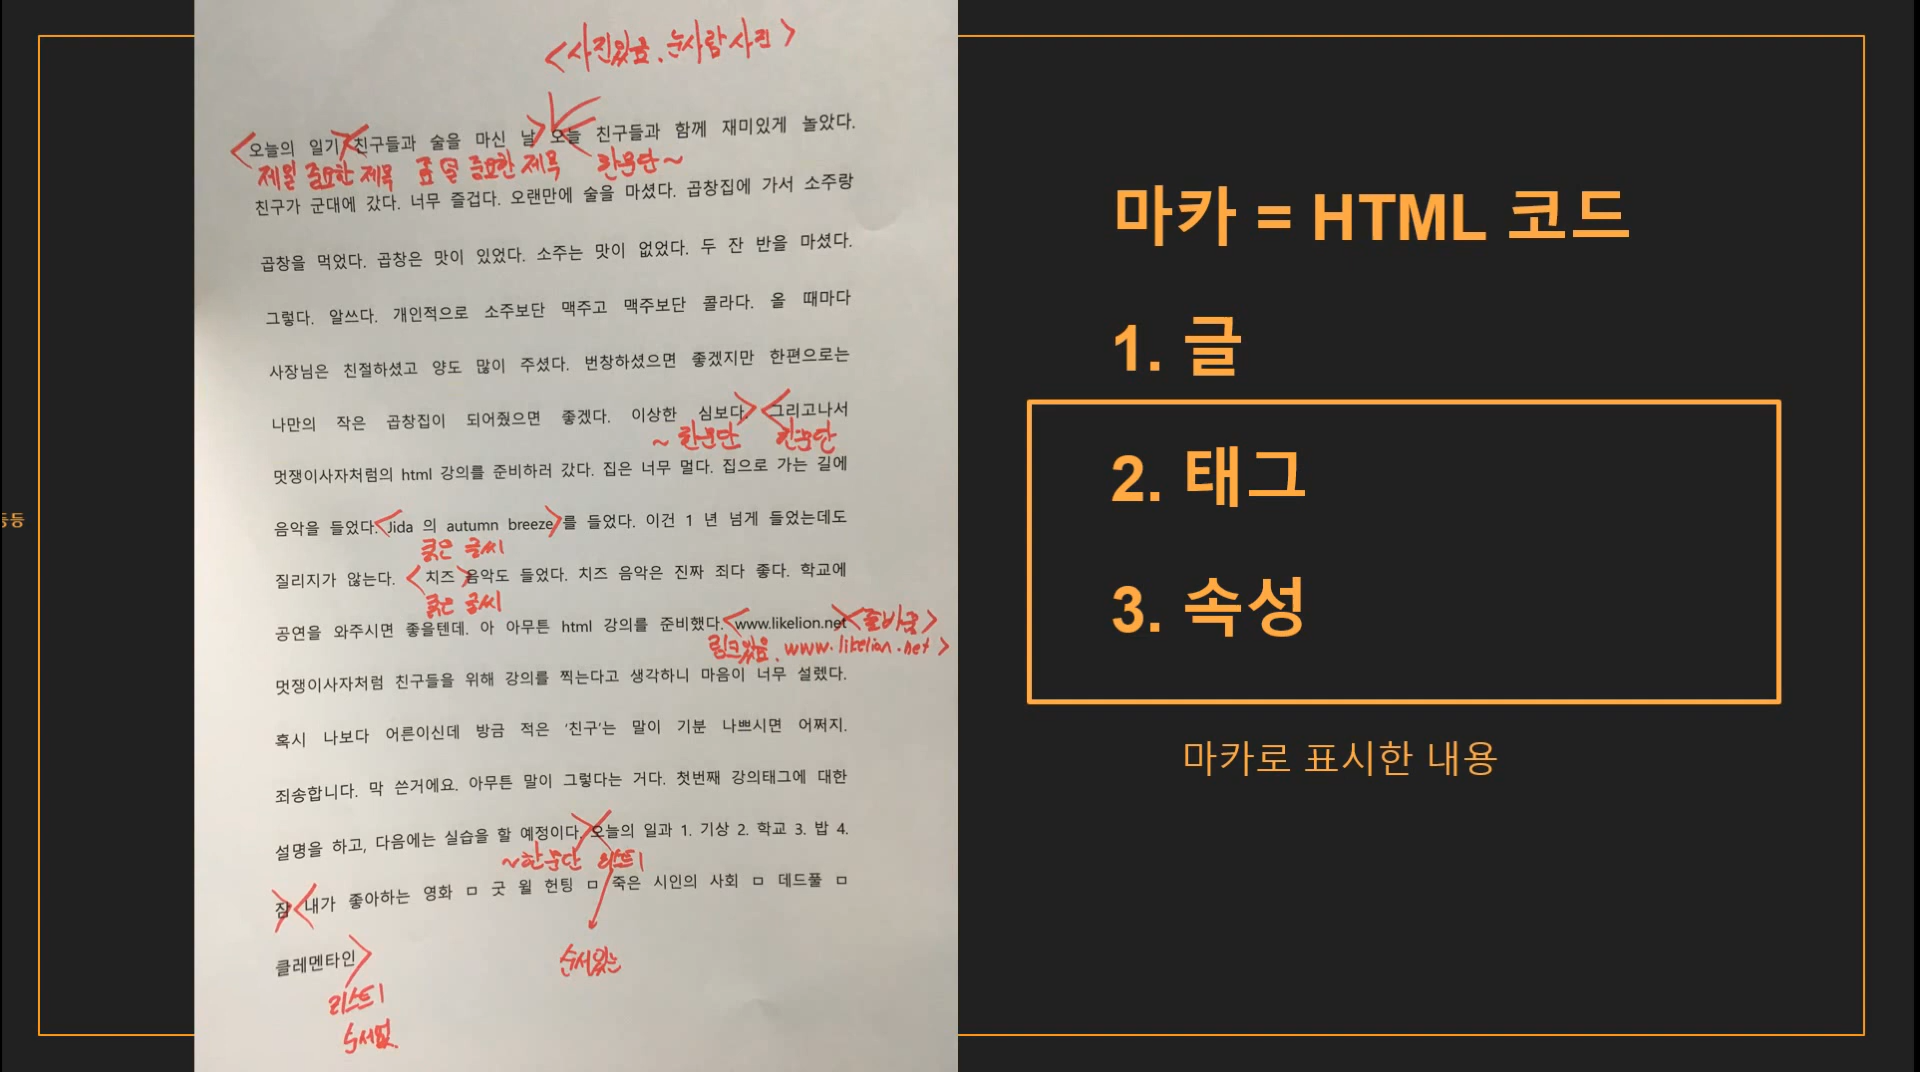 <사진있음.눈사람 사진>
오늘의 일기 친구들과 술을 마신 날 오늘 친구들과 함께 재미있게 놀았다.
제일 중요한 제목 좀 덜 중요한 제목 한문단~
친구가 군대에 갔다. 너무 즐겁다. 오랜만에 술을 마셨다. 곱창집에 가서 소주랑
곱창을 먹었다. 곱창은 맛이 있었다. 소주는 맛이 없었다. 두 잔 반을 마셨다.
그렇다. 알쓰다. 개인적으로 소주보단 맥주고 맥주보단 콜라다. 올 때마다
사장님은 친절하셨고 양도 많이 주셨다. 번창하셨으면 좋겠지만 한편으로는
나만의 작은 곱창집이 되어줬으면 좋겠다. 이상한 심보다. 그리고나서
~ 한문단 한문단
멋쟁이사자처럼의 html 강의를 준비하러 갔다. 집은 너무 멀다. 집으로 가는 길에
음악을 들었다. <Jida 의 autumn breeze>를 들었다. 이건 1 년 넘게 들었는데도
굵은 글씨
질리지가 않는다. <치즈> 음악도 들었다. 치즈 음악은 진짜 죄다 좋다. 학교에
굵은 글씨
공연을 와주시면 좋을텐데. 아 아무튼 html 강의를 준비했다. <www.likelion.net><줄바꿈>
링크있음. www.likelion.net>
멋쟁이사자처럼 친구들을 위해 강의를 찍는다고 생각하니 마음이 너무 설렜다.
혹시 나보다 어른이신데 방금 적은 ‘친구’는 말이 기분 나쁘시면 어쩌지.
죄송합니다. 막 쓴거에요. 아무튼 말이 그렇다는 거다. 첫번째 강의태그에 대한
설명을 하고, 다음에는 실습을 할 예정이다. 오늘의 일과 1. 기상 2. 학교 3. 밥 4.
~한문단 리스트1
잠 내가 좋아하는 영화 ㅁ 굿 윌 헌팅 ㅁ 죽은 시인의 사회 ㅁ 데드풀 ㅁ
클레멘타인>
순서있는
리스트1
순서없
마카 = HTML 코드
1. 글
2. 태그
3. 속성
마카로 표시한 내용